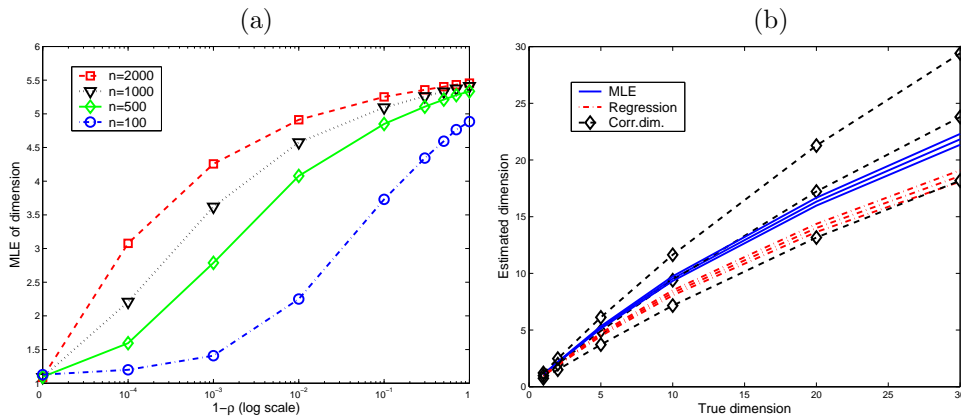 (a)
MLE of dimension
6
5.5
5
4.5
4
3.5
3
2.5
2
1.5
1
n=2000
n=1000
n=500
n=100
0 10⁻⁴ 10⁻³ 10⁻² 10⁻¹ 1
1−ρ (log scale)
(b)
Estimated dimension
30
25
20
15
10
5
0
MLE
Regression
Corr.dim.
0 5 10 15 20 25 30
True dimension